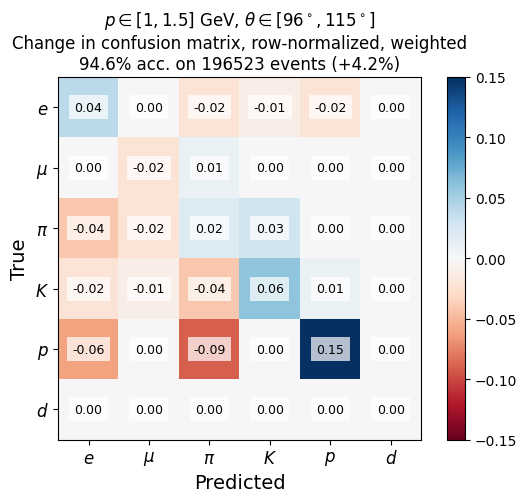 p ∈ [1, 1.5] GeV, θ ∈ [96°, 115°]
Change in confusion matrix, row-normalized, weighted
94.6% acc. on 196523 events (+4.2%)
e 0.04 0.00 -0.02 -0.01 -0.02 0.00
μ 0.00 -0.02 0.01 0.00 0.00 0.00
π -0.04 -0.02 0.02 0.03 0.00 0.00
K -0.02 -0.01 -0.04 0.06 0.01 0.00
p -0.06 0.00 -0.09 0.00 0.15 0.00
d 0.00 0.00 0.00 0.00 0.00 0.00
e μ π K p d
Predicted
True
0.15
0.10
0.05
0.00
−0.05
−0.10
−0.15